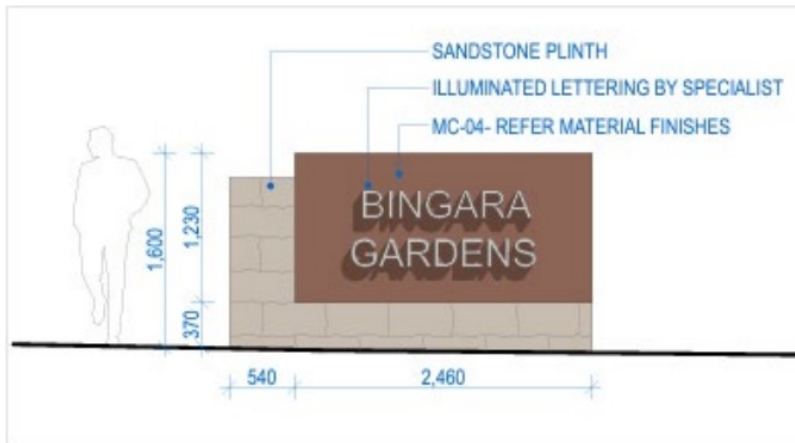 SANDSTONE PLINTH
ILLUMINATED LETTERING BY SPECIALIST
MC-04- REFER MATERIAL FINISHES
BINGARA
GARDENS
1,600
1,230
370
540
2,460